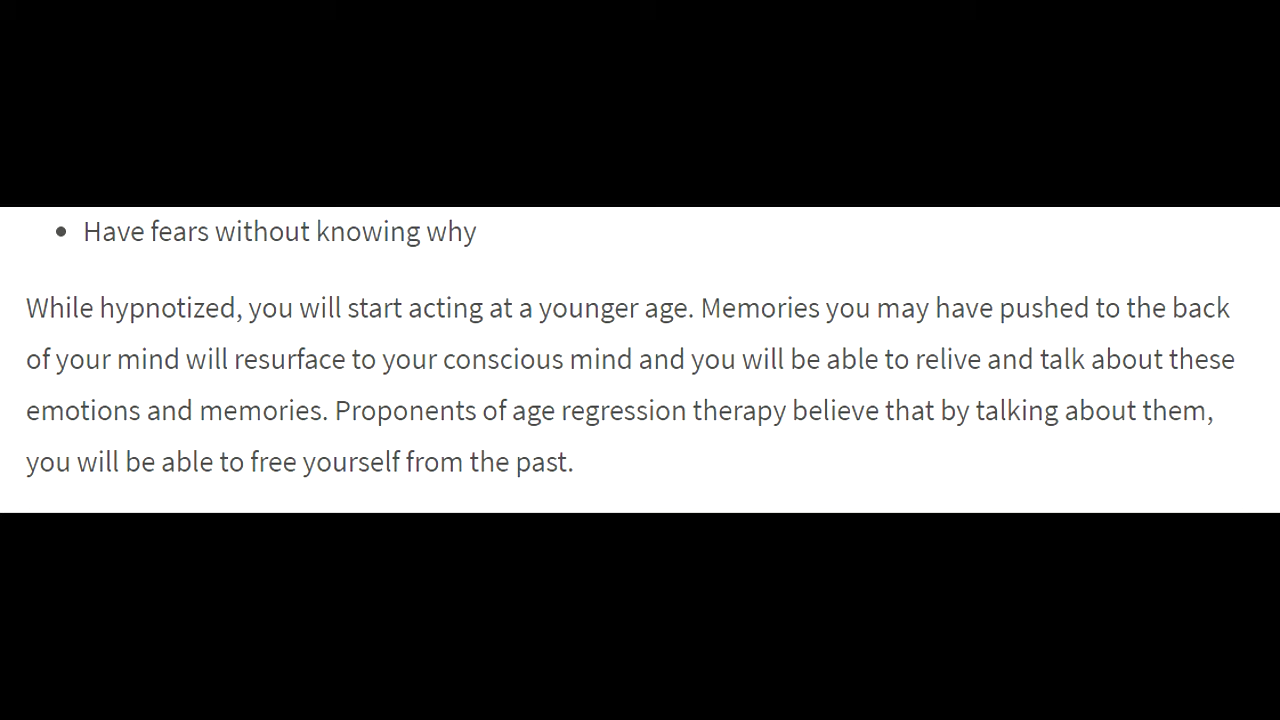 • Have fears without knowing why
While hypnotized, you will start acting at a younger age. Memories you may have pushed to the back
of your mind will resurface to your conscious mind and you will be able to relive and talk about these
emotions and memories. Proponents of age regression therapy believe that by talking about them,
you will be able to free yourself from the past.